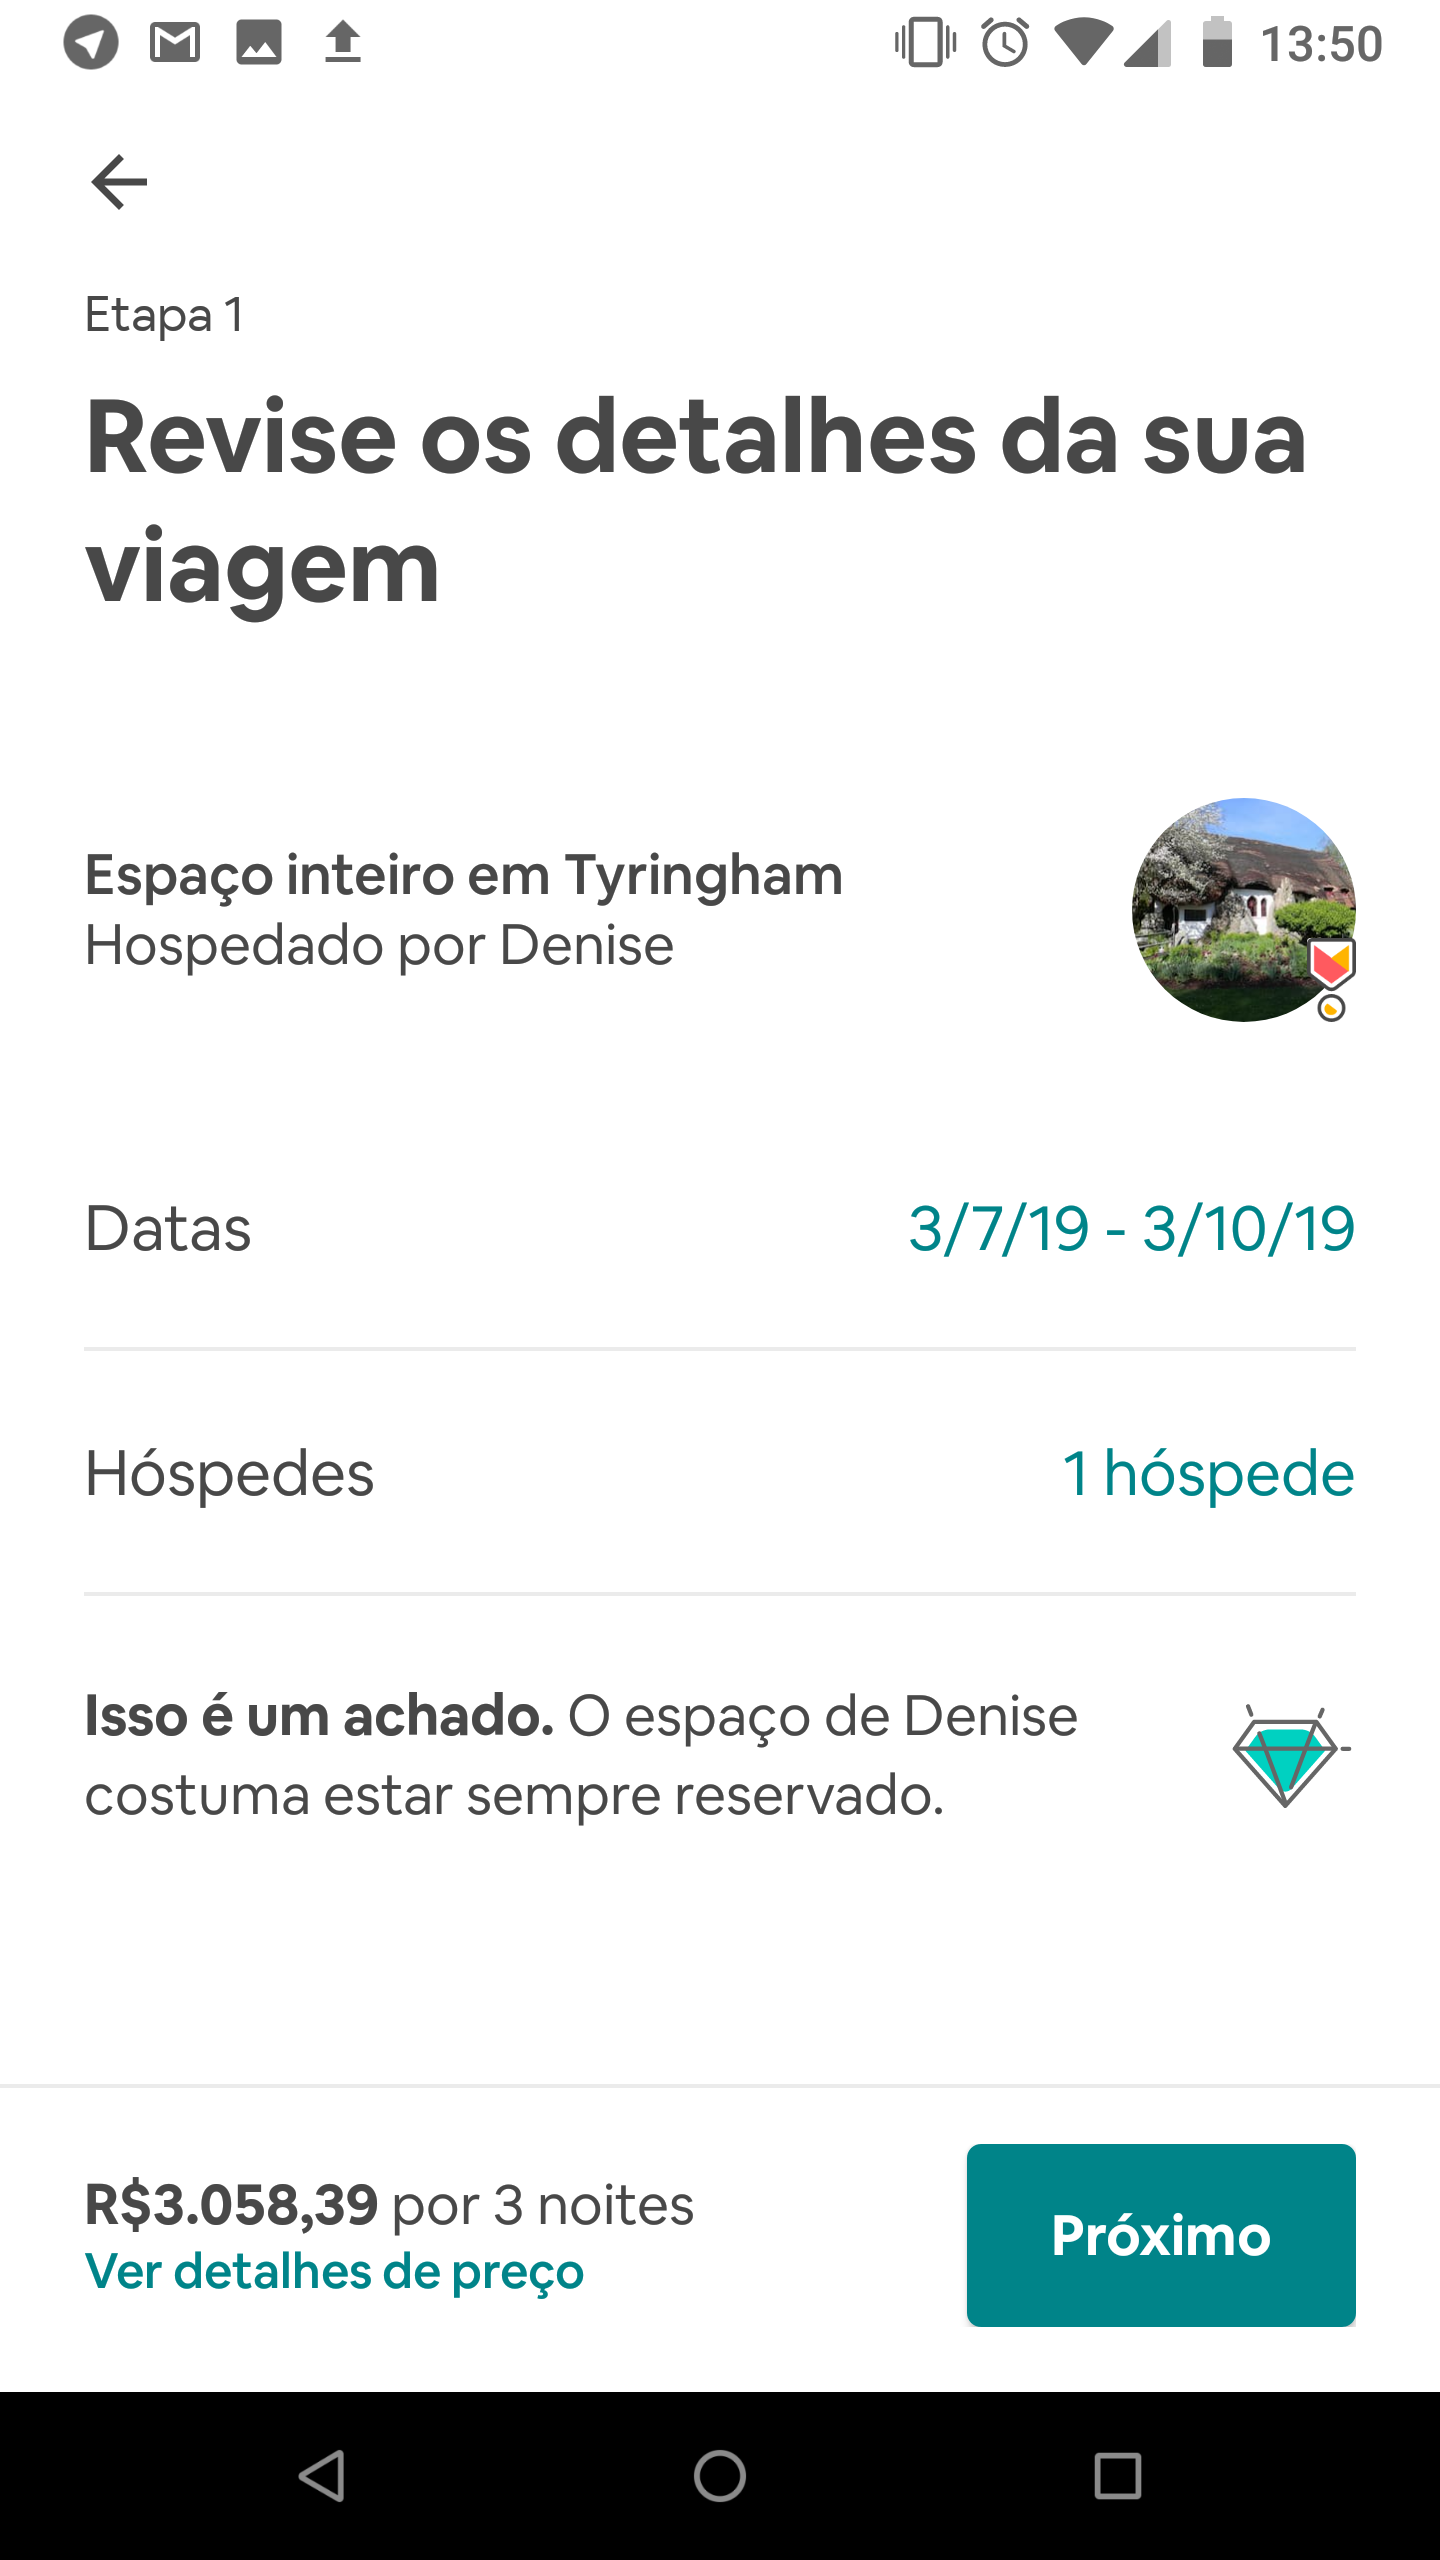 13:50
Etapa 1
Revise os detalhes da sua
viagem
Espaço inteiro em Tyringham
Hospedado por Denise
Datas 3/7/19 - 3/10/19
Hóspedes 1 hóspede
Isso é um achado. O espaço de Denise
costuma estar sempre reservado.
R$3.058,39 por 3 noites
Ver detalhes de preço
Próximo